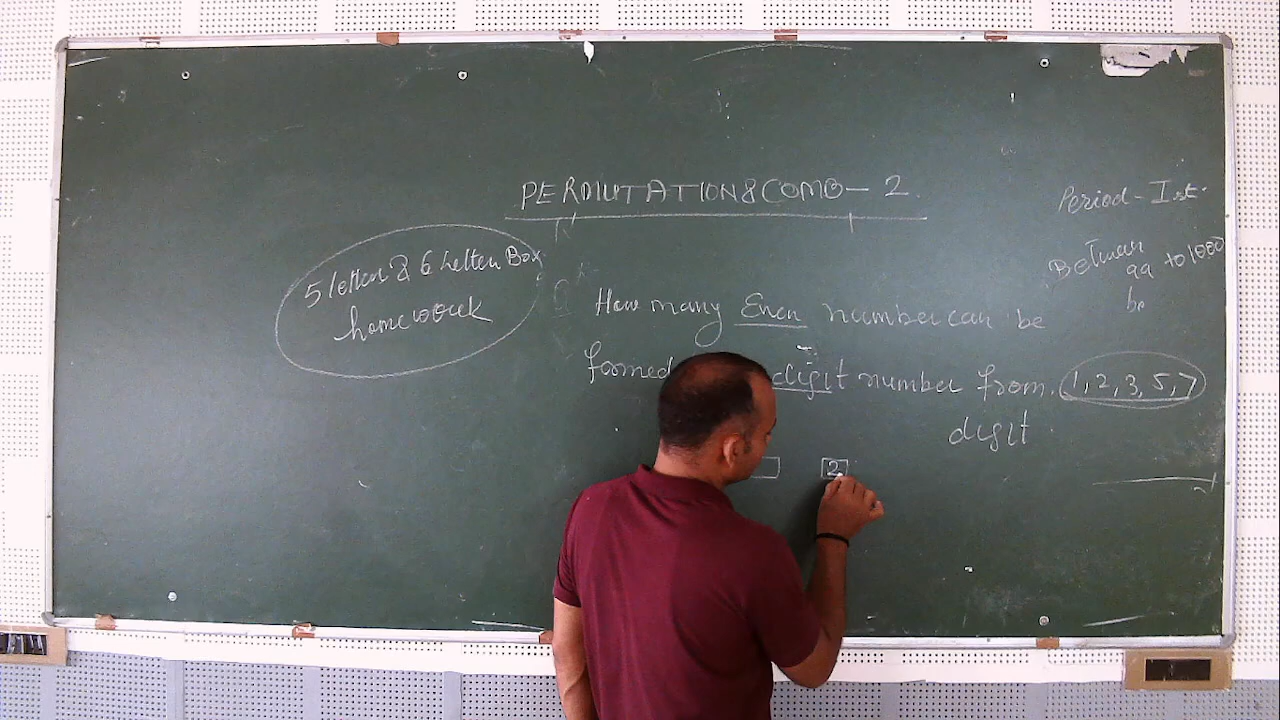 PERMUTATION & COMB - 2.
Period - Ist.
5 letter & 6 letter Box
homework
Between
99 to 1000
Q
How many Even number can be
formed digit number from 1, 2, 3, 5, 7
digit
2